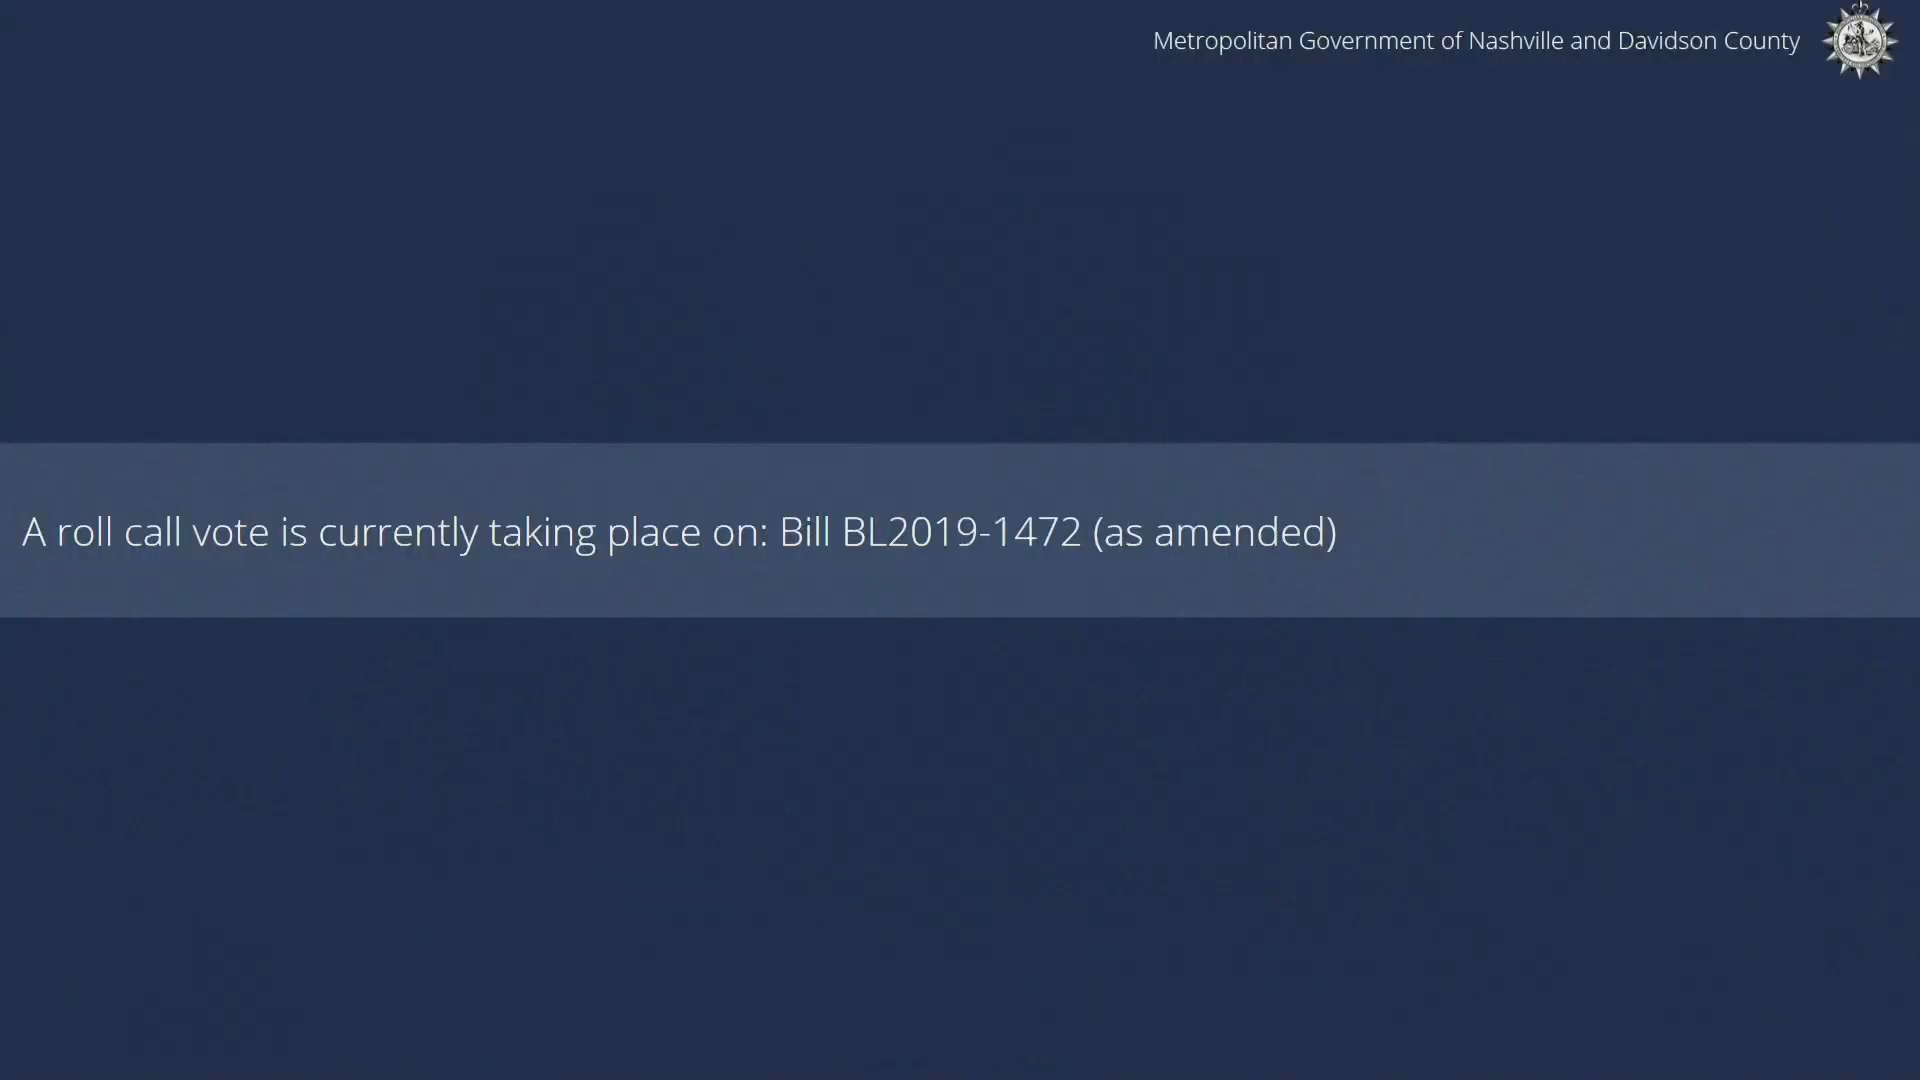 Metropolitan Government of Nashville and Davidson County
A roll call vote is currently taking place on: Bill BL2019-1472 (as amended)